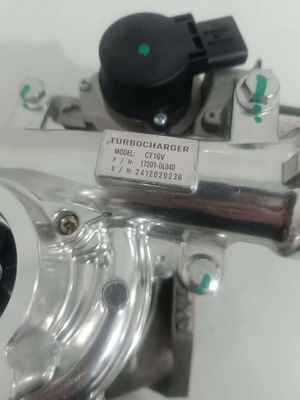 TURBOCHARGER
MODEL: CT16V
P / N: 17201-0L040
S / N: 2412020236